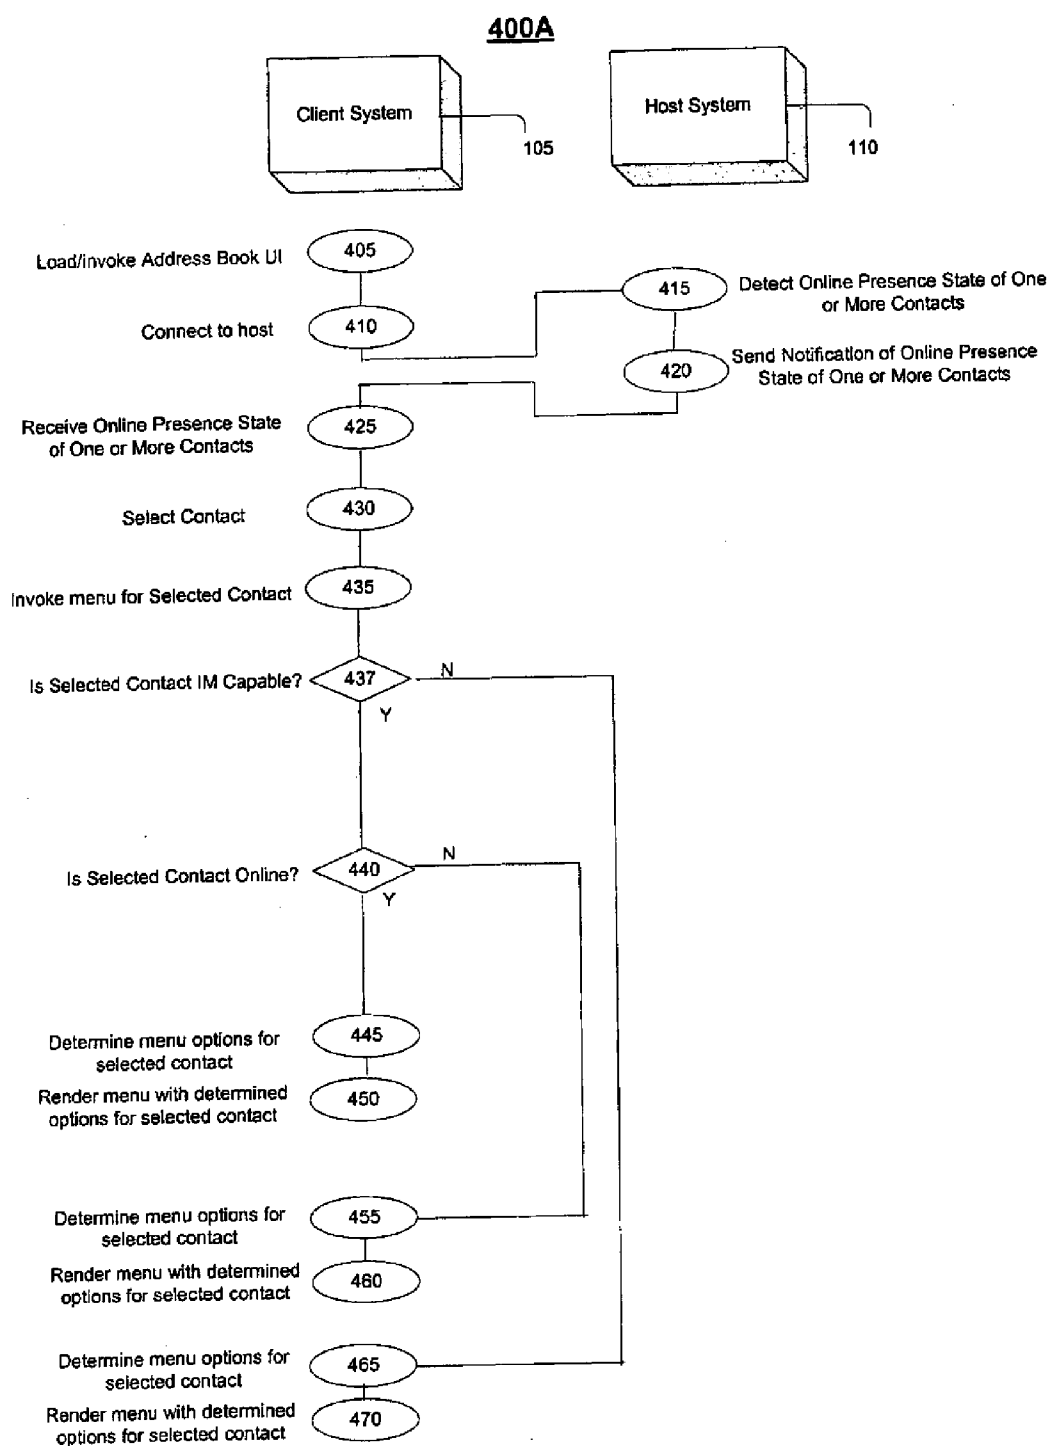 400A
Client System
105
Host System
110
Load/invoke Address Book UI
405
Connect to host
410
415
Detect Online Presence State of One
or More Contacts
420
Send Notification of Online Presence
State of One or More Contacts
Receive Online Presence State
of One or More Contacts
425
Select Contact
430
Invoke menu for Selected Contact
435
Is Selected Contact IM Capable?
437
N
Y
Is Selected Contact Online?
440
N
Y
Determine menu options for
selected contact
445
Render menu with determined
options for selected contact
450
Determine menu options for
selected contact
455
Render menu with determined
options for selected contact
460
Determine menu options for
selected contact
465
Render menu with determined
options for selected contact
470